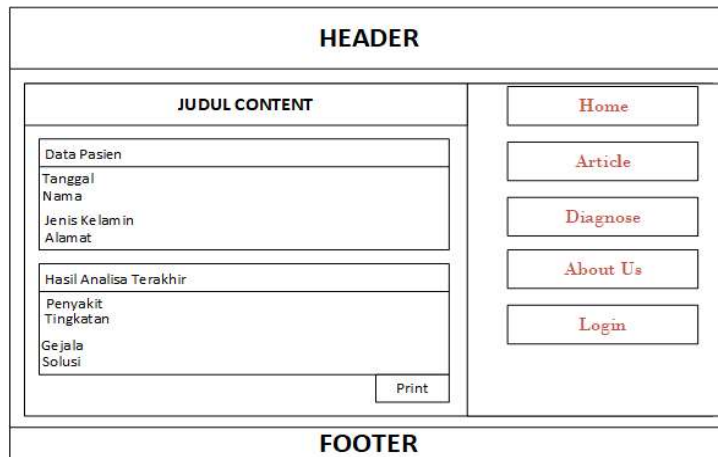 HEADER
JUDUL CONTENT
Data Pasien
Tanggal
Nama
Jenis Kelamin
Alamat
Hasil Analisa Terakhir
Penyakit
Tingkatan
Gejala
Solusi
Print
Home
Article
Diagnose
About Us
Login
FOOTER